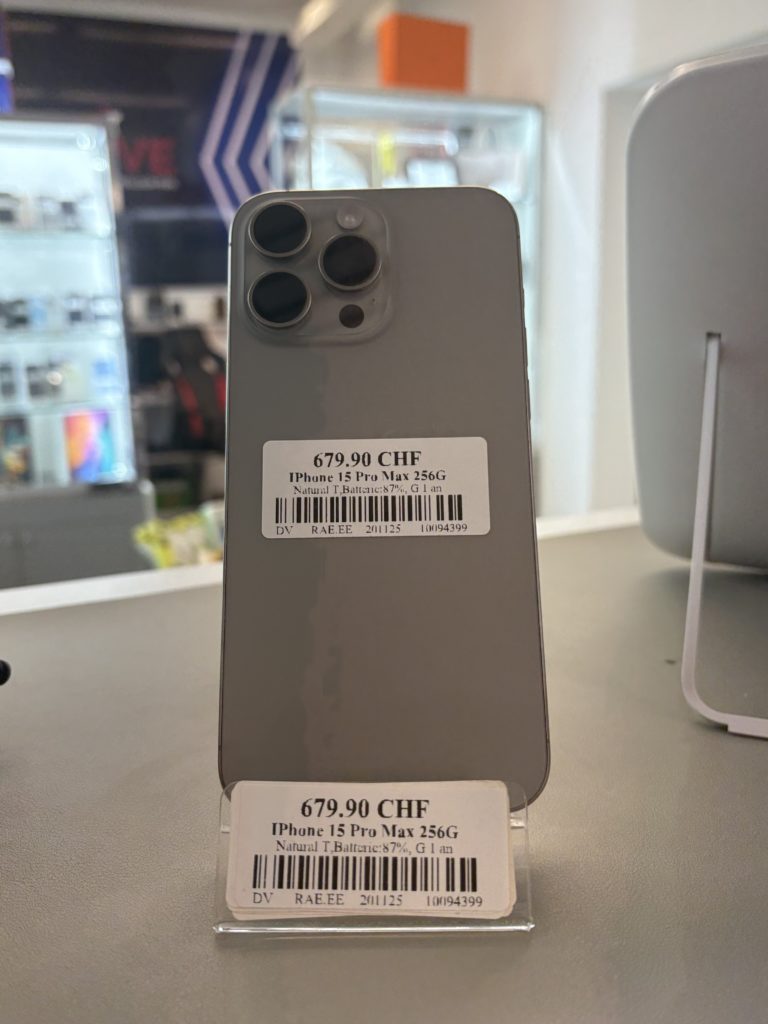 VE
679.90 CHF
IPhone 15 Pro Max 256G
Natural T,Batterie:87%, G 1 an
DV RAE.EE 201125 10094399
679.90 CHF
IPhone 15 Pro Max 256G
Natural T,Batterie:87%, G 1 an
DV RAE.EE 201125 10094399